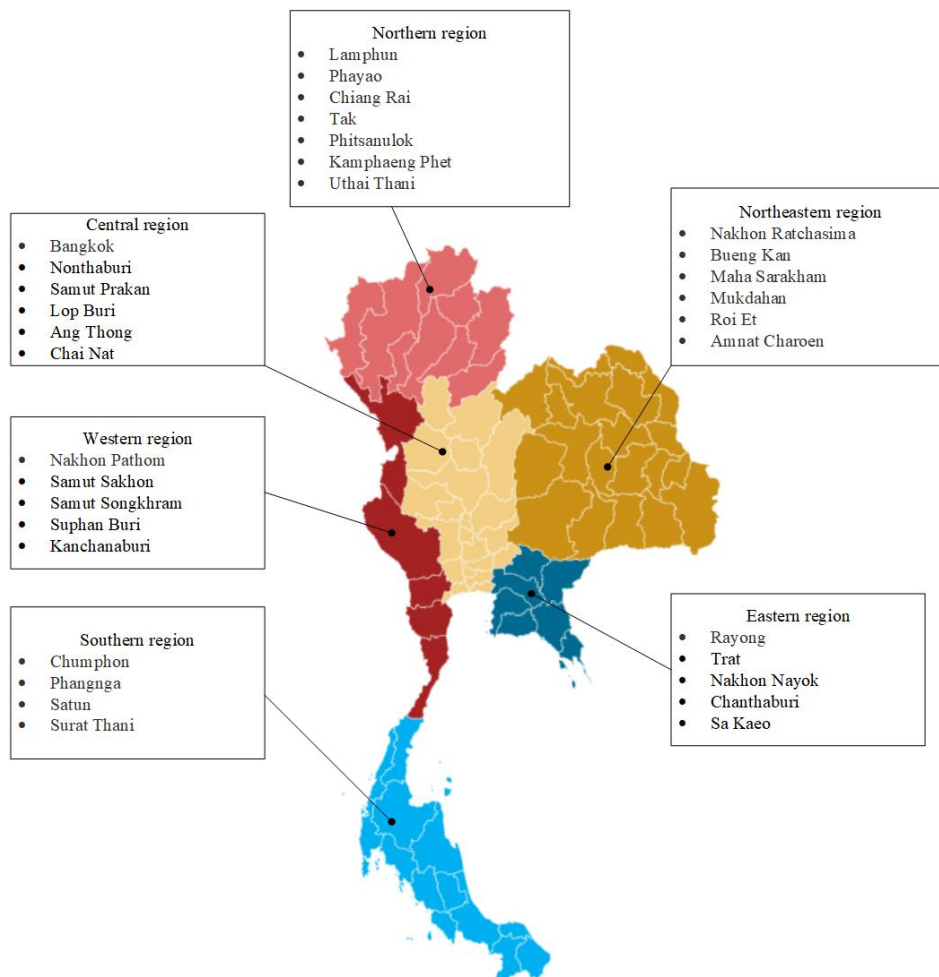 Northern region
• Lamphun
• Phayao
• Chiang Rai
• Tak
• Phitsanulok
• Kamphaeng Phet
• Uthai Thani
Central region
• Bangkok
• Nonthaburi
• Samut Prakan
• Lop Buri
• Ang Thong
• Chai Nat
Northeastern region
• Nakhon Ratchasima
• Bueng Kan
• Maha Sarakham
• Mukdahan
• Roi Et
• Amnat Charoen
Western region
• Nakhon Pathom
• Samut Sakhon
• Samut Songkhram
• Suphan Buri
• Kanchanaburi
Southern region
• Chumphon
• Phangnga
• Satun
• Surat Thani
Eastern region
• Rayong
• Trat
• Nakhon Nayok
• Chanthaburi
• Sa Kaeo